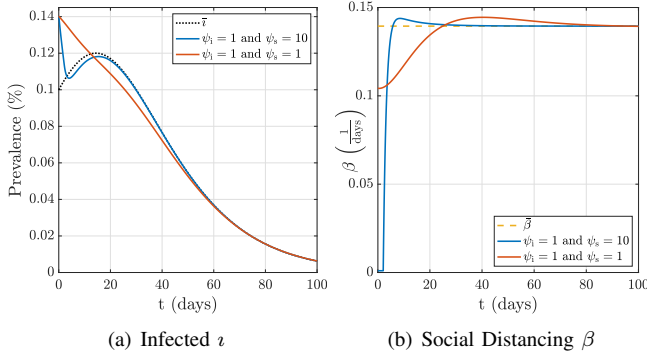 0.14
0.12
0.1
0.08
0.06
0.04
0.02
0
Prevalence (%)
0 20 40 60 80 100
t (days)
ῑ
ψᵢ = 1 and ψₛ = 10
ψᵢ = 1 and ψₛ = 1
(a) Infected ı
0.15
0.1
0.05
0
β (1/days)
0 20 40 60 80 100
t (days)
β̅
ψᵢ = 1 and ψₛ = 10
ψᵢ = 1 and ψₛ = 1
(b) Social Distancing β